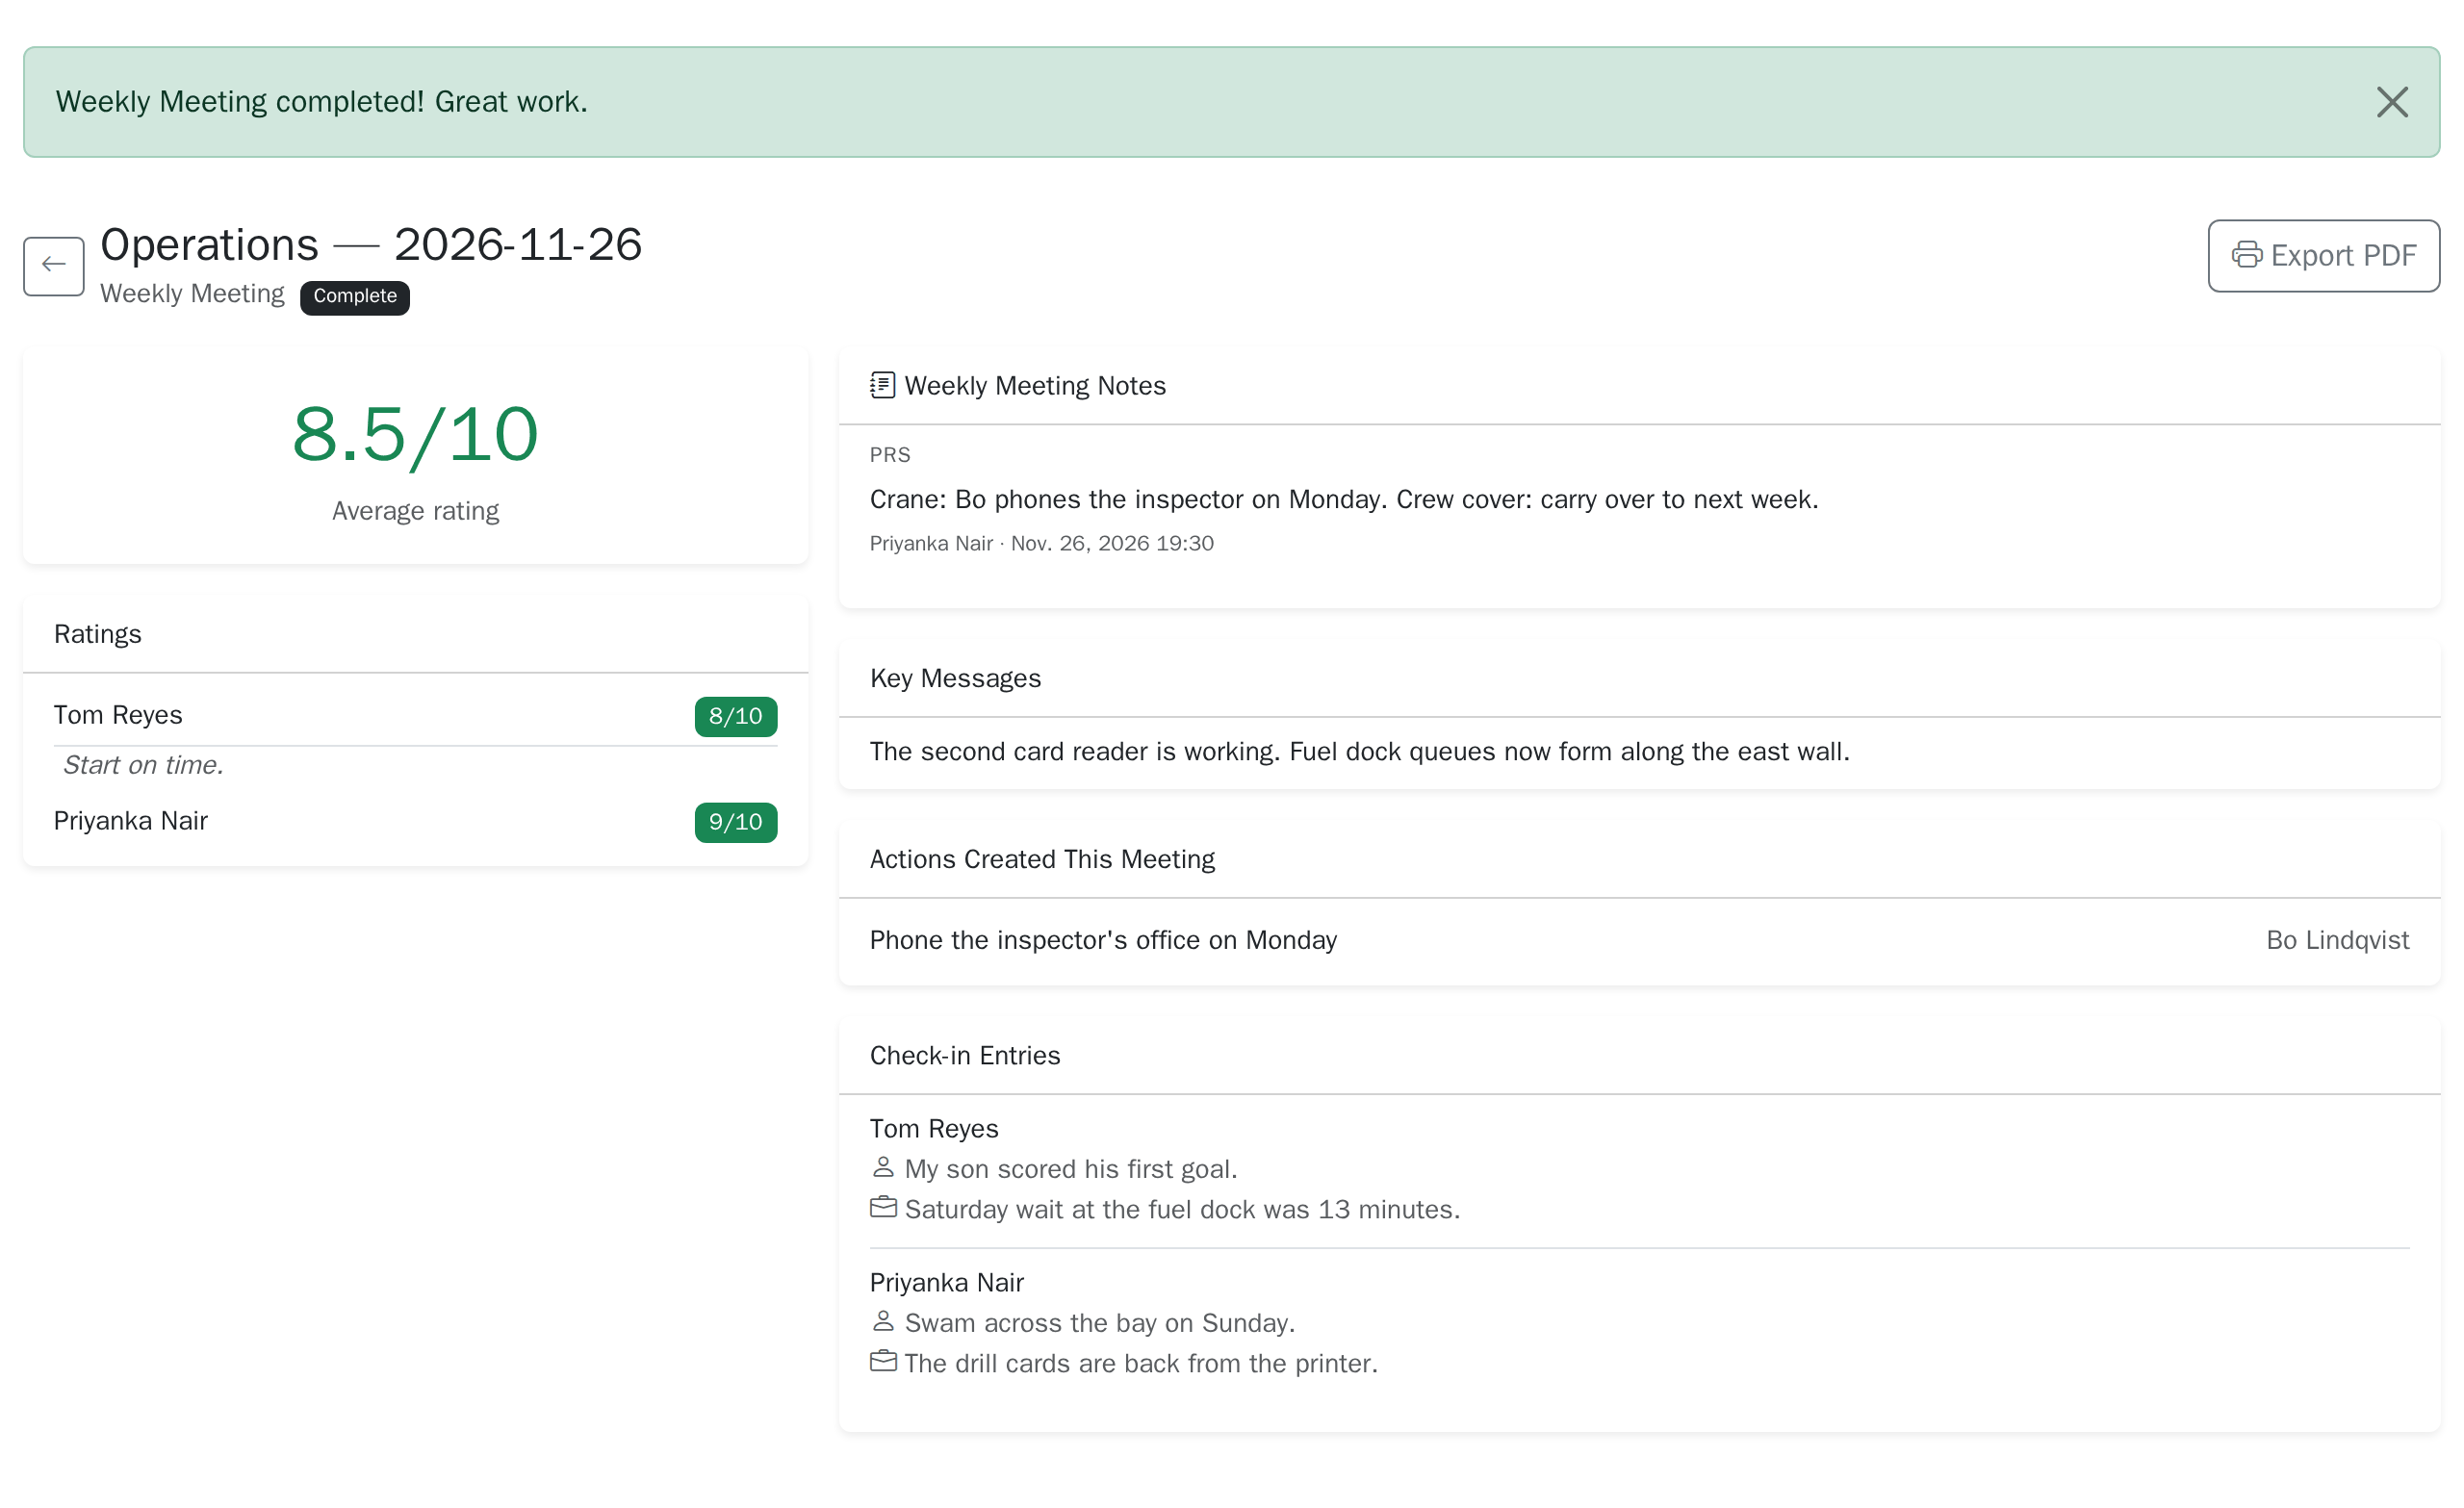 Weekly Meeting completed! Great work.
Operations — 2026-11-26
Weekly Meeting Complete
Export PDF
8.5/10
Average rating
Ratings
Tom Reyes 8/10
Start on time.
Priyanka Nair 9/10
Weekly Meeting Notes
PRS
Crane: Bo phones the inspector on Monday. Crew cover: carry over to next week.
Priyanka Nair · Nov. 26, 2026 19:30
Key Messages
The second card reader is working. Fuel dock queues now form along the east wall.
Actions Created This Meeting
Phone the inspector's office on Monday Bo Lindqvist
Check-in Entries
Tom Reyes
My son scored his first goal.
Saturday wait at the fuel dock was 13 minutes.
Priyanka Nair
Swam across the bay on Sunday.
The drill cards are back from the printer.